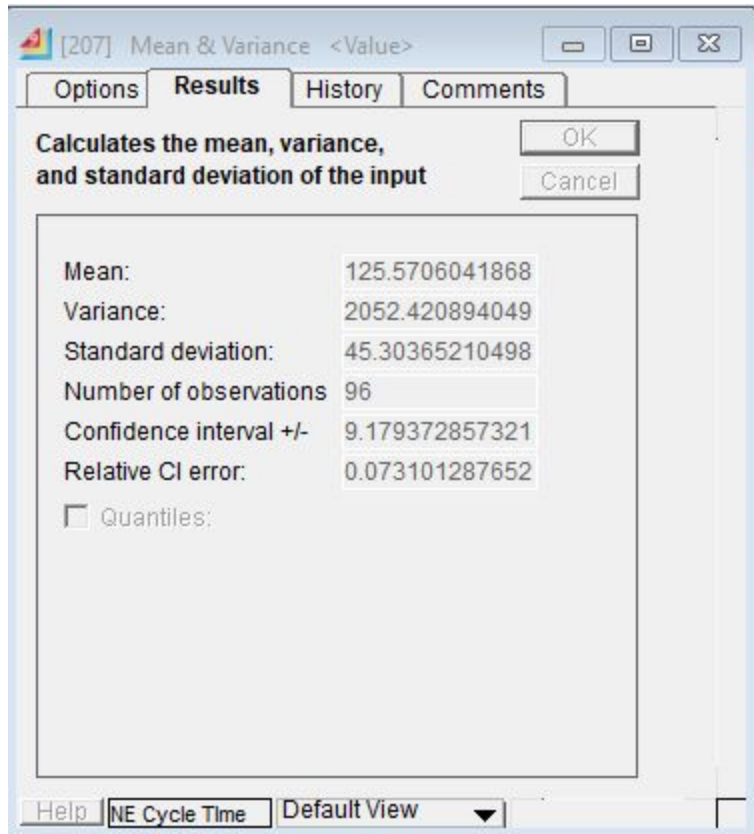 [207] Mean & Variance <Value>
Options Results History Comments
Calculates the mean, variance,
and standard deviation of the input
OK
Cancel
Mean: 125.5706041868
Variance: 2052.420894049
Standard deviation: 45.30365210498
Number of observations 96
Confidence interval +/- 9.179372857321
Relative CI error: 0.073101287652
Quantiles:
Help NE Cycle TIme Default View